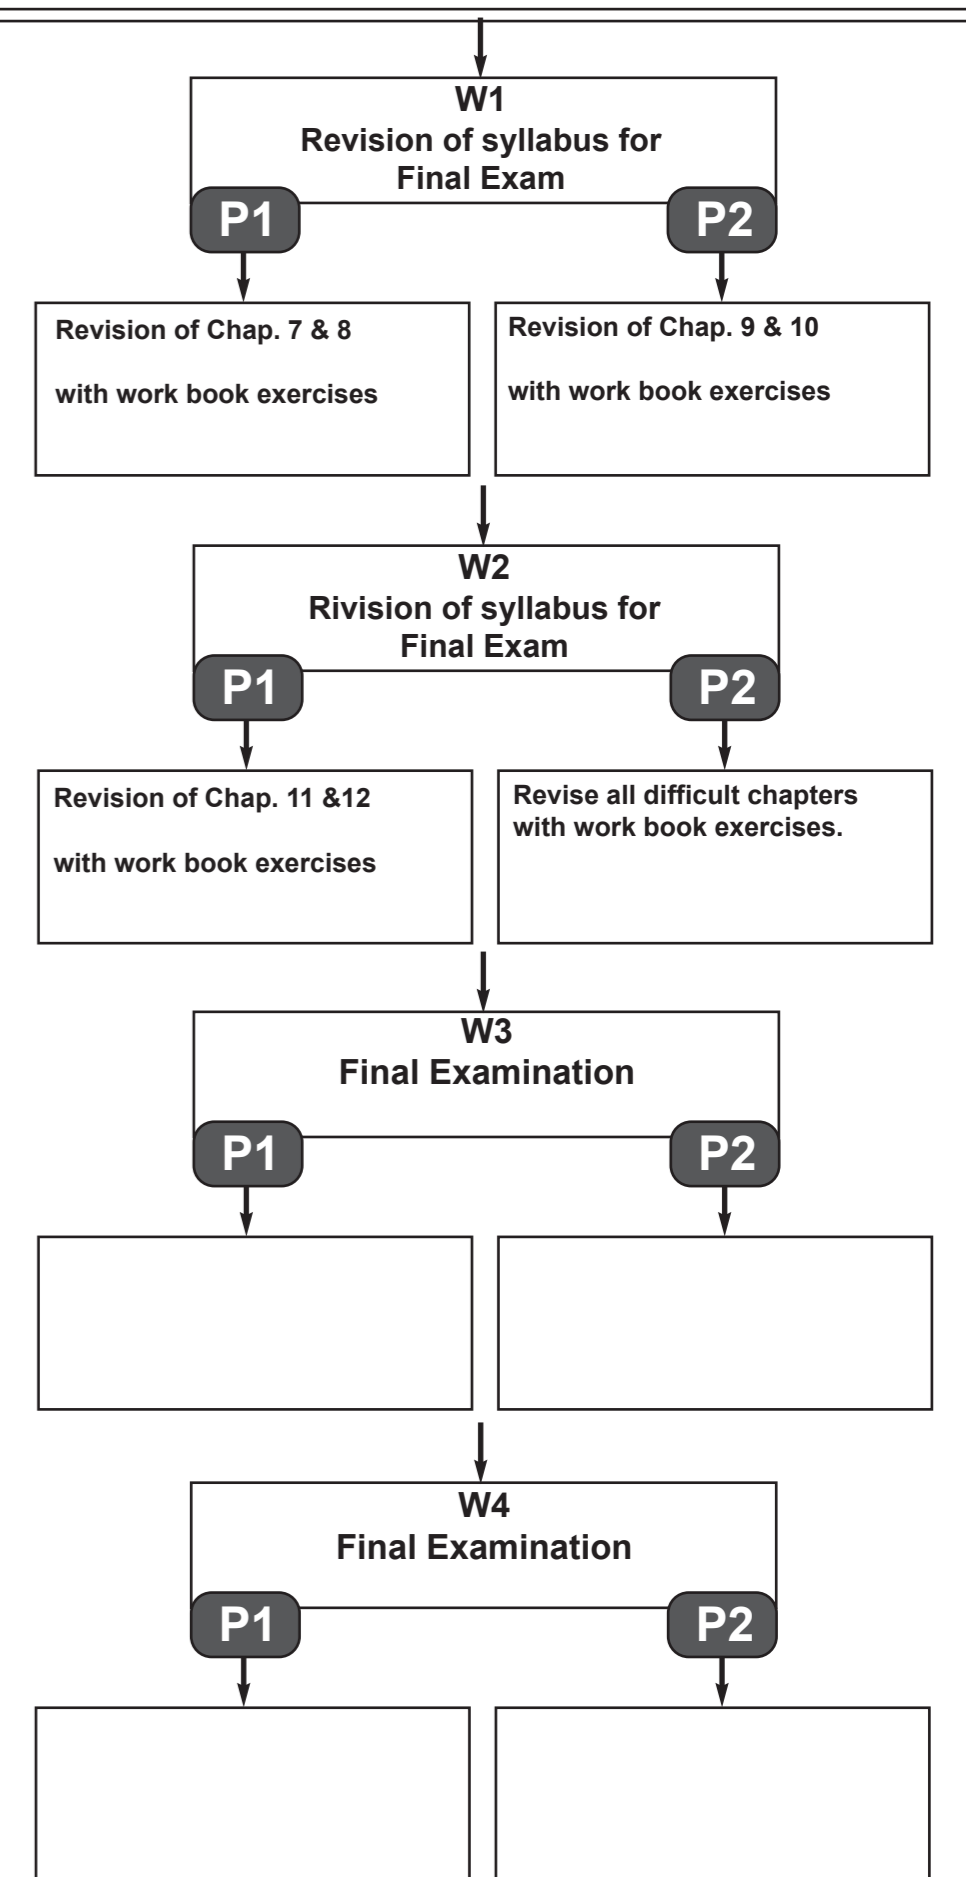 W1
Revision of syllabus for
Final Exam
P1
P2
Revision of Chap. 7 & 8
with work book exercises
Revision of Chap. 9 & 10
with work book exercises
W2
Rivision of syllabus for
Final Exam
P1
P2
Revision of Chap. 11 &12
with work book exercises
Revise all difficult chapters
with work book exercises.
W3
Final Examination
P1
P2
W4
Final Examination
P1
P2